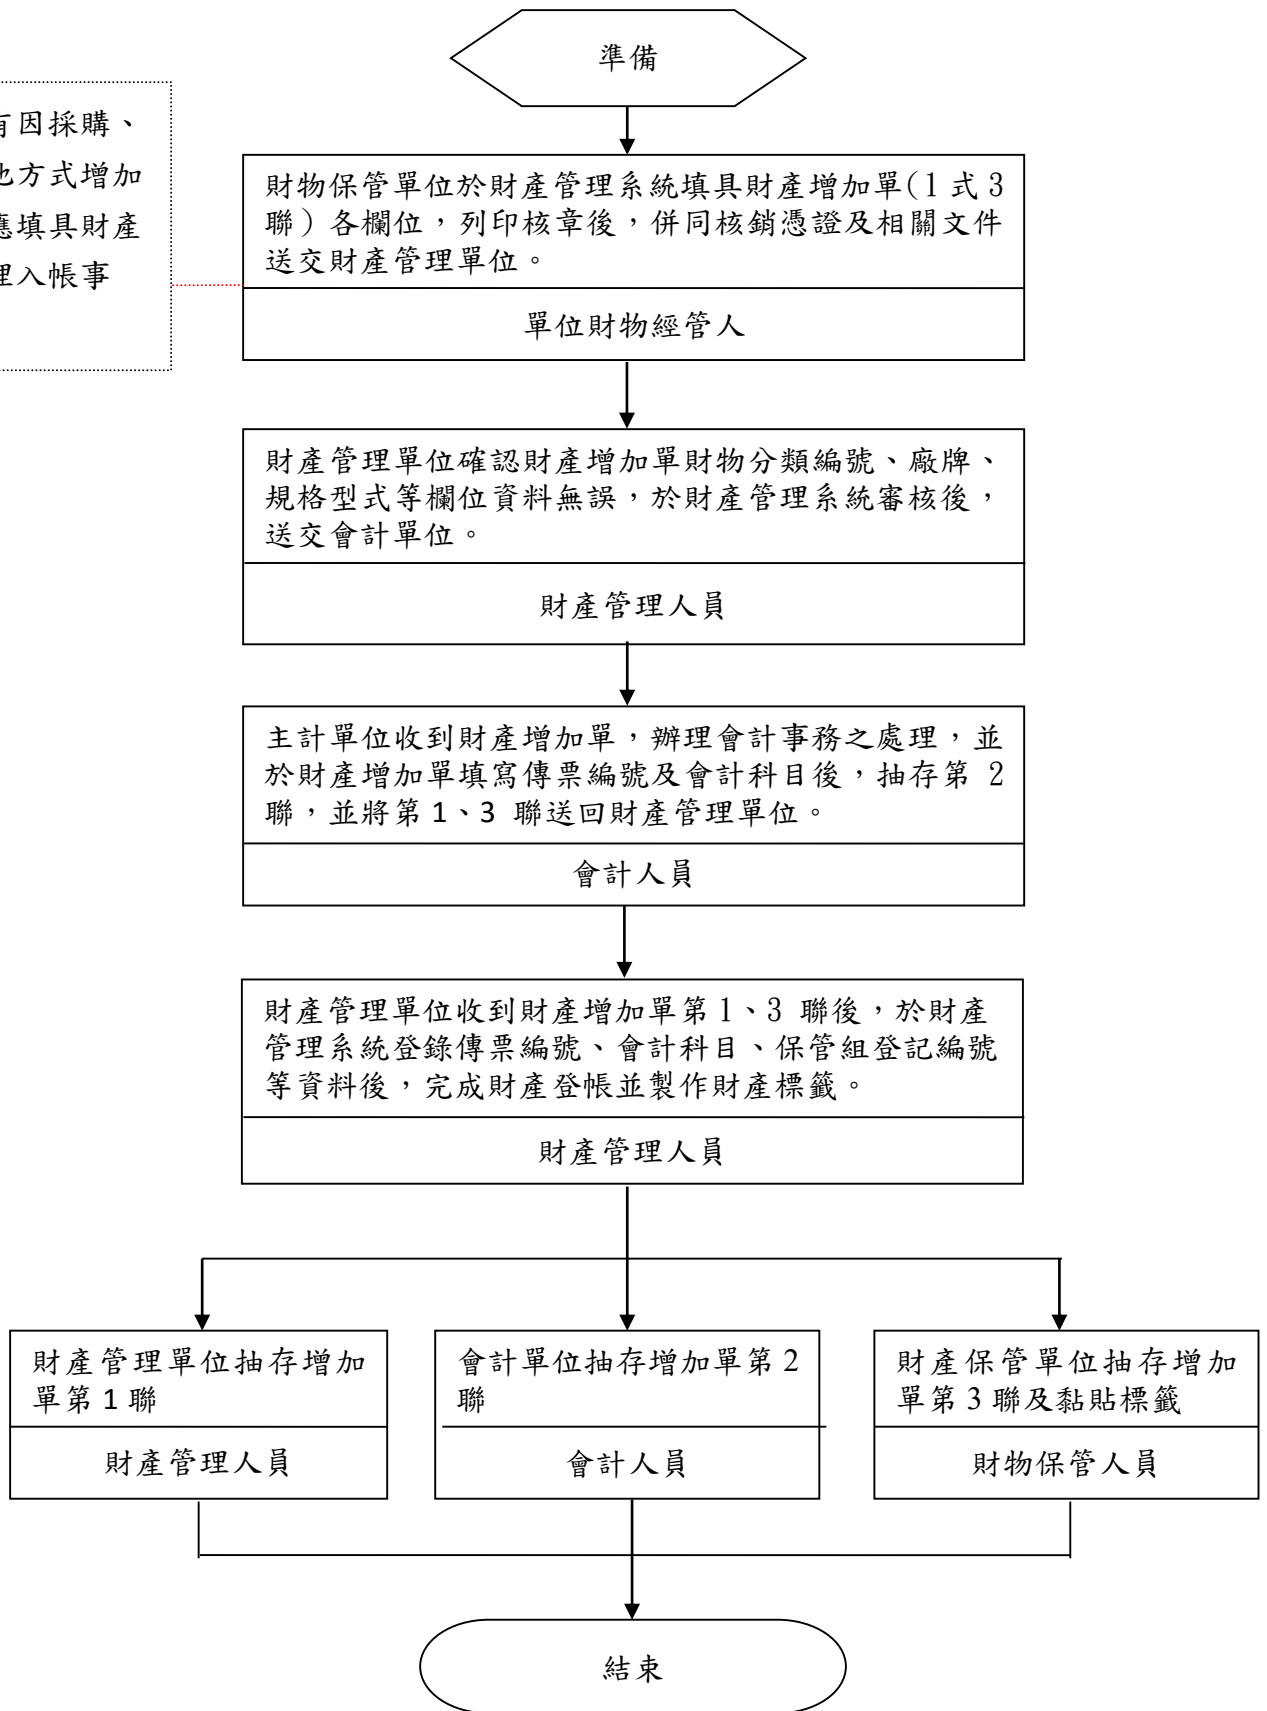 準備
有因採購、
他方式增加
應填具財產
理入帳事
財物保管單位於財產管理系統填具財產增加單(1式3
聯）各欄位，列印核章後，併同核銷憑證及相關文件
送交財產管理單位。
單位財物經管人
財產管理單位確認財產增加單財物分類編號、廠牌、
規格型式等欄位資料無誤，於財產管理系統審核後，
送交會計單位。
財產管理人員
主計單位收到財產增加單，辦理會計事務之處理，並
於財產增加單填寫傳票編號及會計科目後，抽存第 2
聯，並將第1、3 聯送回財產管理單位。
會計人員
財產管理單位收到財產增加單第1、3 聯後，於財產
管理系統登錄傳票編號、會計科目、保管組登記編號
等資料後，完成財產登帳並製作財產標籤。
財產管理人員
財產管理單位抽存增加
單第1聯
財產管理人員
會計單位抽存增加單第2
聯
會計人員
財產保管單位抽存增加
單第3聯及黏貼標籤
財物保管人員
結束